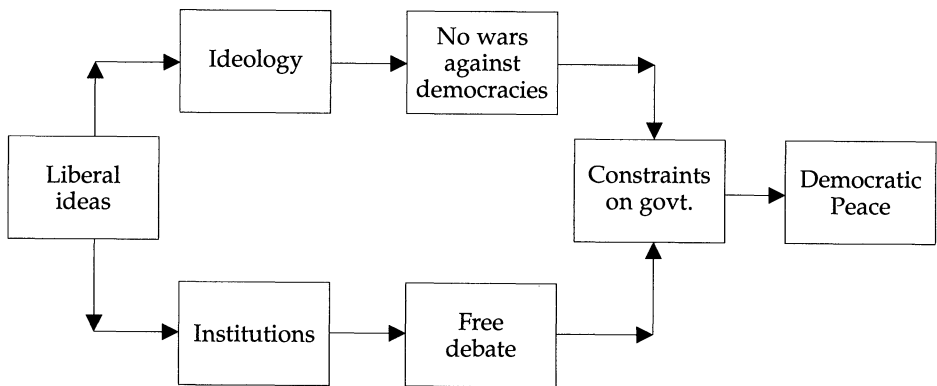 Ideology
No wars
against
democracies
Liberal
ideas
Constraints
on govt.
Democratic
Peace
Institutions
Free
debate